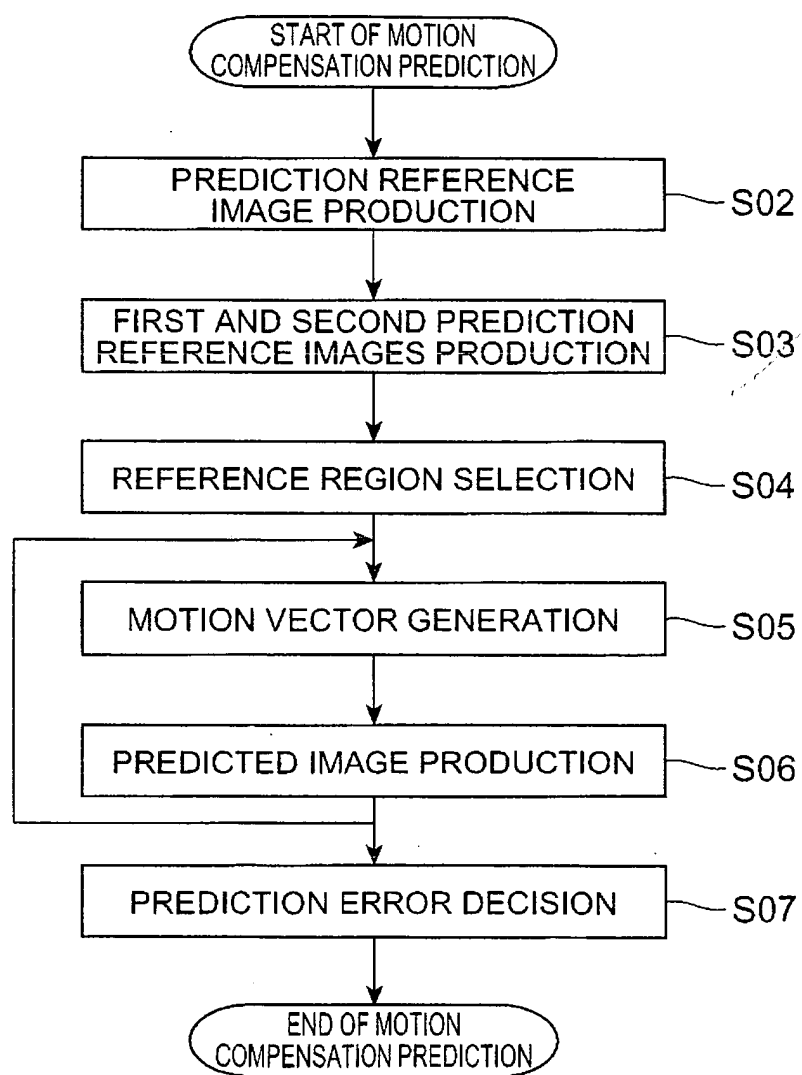 START OF MOTION
COMPENSATION PREDICTION
PREDICTION REFERENCE
IMAGE PRODUCTION
S02
FIRST AND SECOND PREDICTION
REFERENCE IMAGES PRODUCTION
S03
REFERENCE REGION SELECTION
S04
MOTION VECTOR GENERATION
S05
PREDICTED IMAGE PRODUCTION
S06
PREDICTION ERROR DECISION
S07
END OF MOTION
COMPENSATION PREDICTION